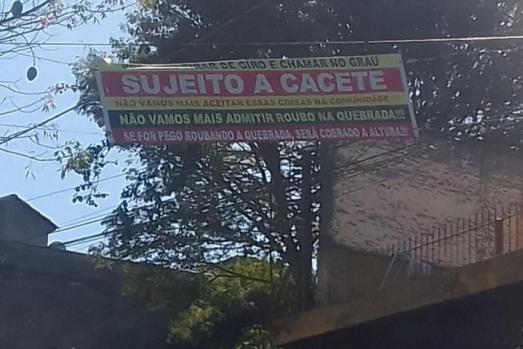 DE GIRO E CHAMAR NO GRAU
SUJEITO A CACETE
NÃO VAMOS MAIS ACEITAR ESSAS COISAS NA COMUNIDADE
NÃO VAMOS MAIS ADMITIR ROUBO NA QUEBRADA!!!
SE FOR PEGO ROUBANDO A QUEBRADA, SERÁ COBRADO A ALTURA!!!